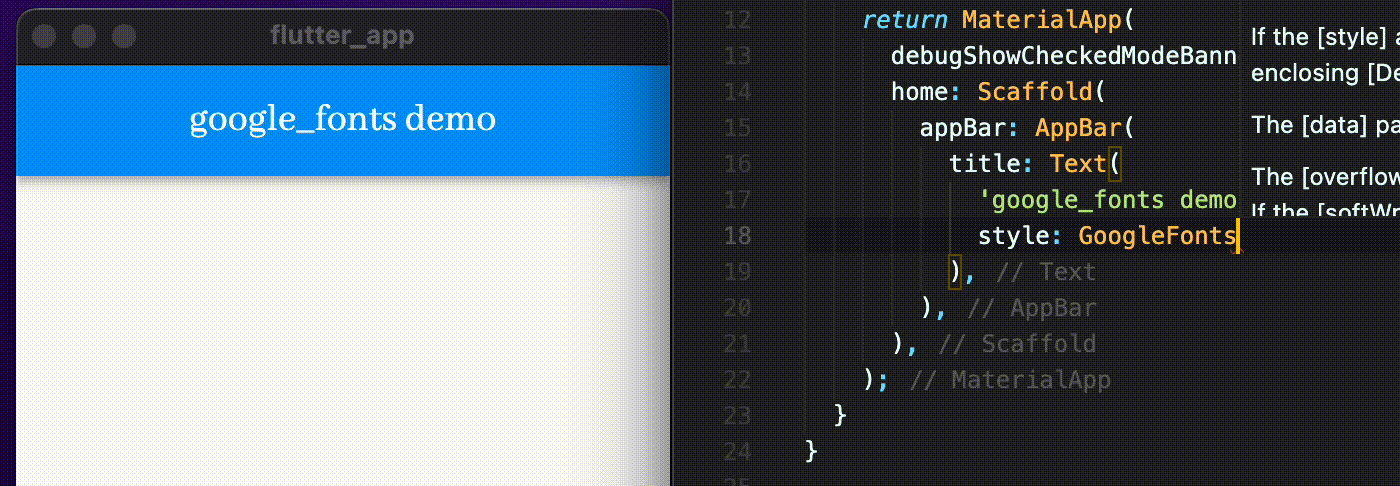 flutter_app
google_fonts demo
12 return MaterialApp(
13 debugShowCheckedModeBann
14 home: Scaffold(
15 appBar: AppBar(
16 title: Text(
17 'google_fonts demo
18 style: GoogleFonts
19 ), // Text
20 ), // AppBar
21 ), // Scaffold
22 ); // MaterialApp
23 }
24 }
If the [style] a
enclosing [De
The [data] pa
The [overflow
If the [softWr